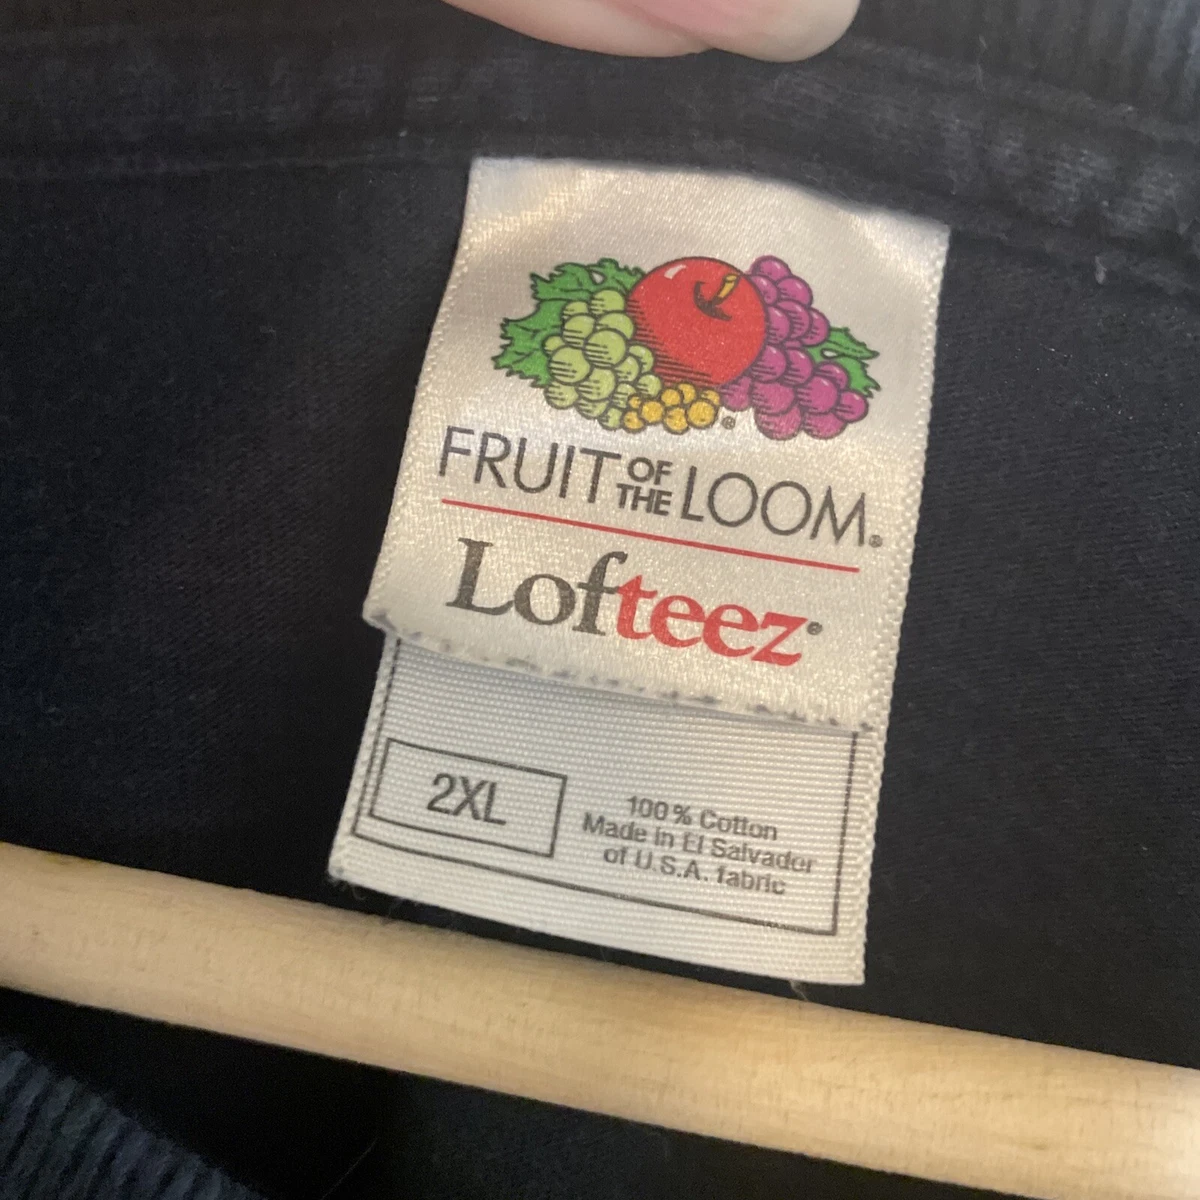 FRUIT OF THE LOOM®
Lofteez®
2XL
100% Cotton
Made in El Salvador
of U.S.A. fabric